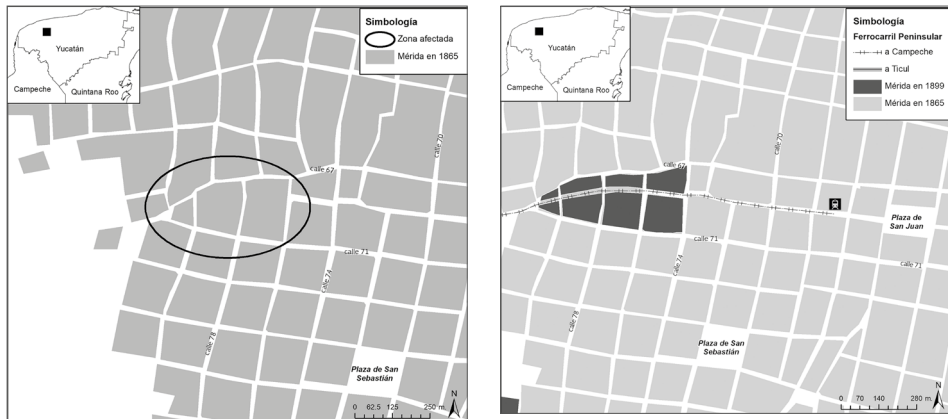 Yucatán
Campeche
Quintana Roo
Simbología
Zona afectada
Mérida en 1865
calle 70
calle 67
calle 71
calle 74
calle 78
Plaza de San
Sebastián
N
0 62.5 125 250 m.
Yucatán
Campeche
Quintana Roo
Simbología
Ferrocarril Peninsular
a Campeche
a Ticul
Mérida en 1899
Mérida en 1865
calle 70
calle 67
Plaza de
San Juan
calle 71
calle 71
calle 74
calle 78
Plaza de San
Sebastián
N
0 70 140 280 m.